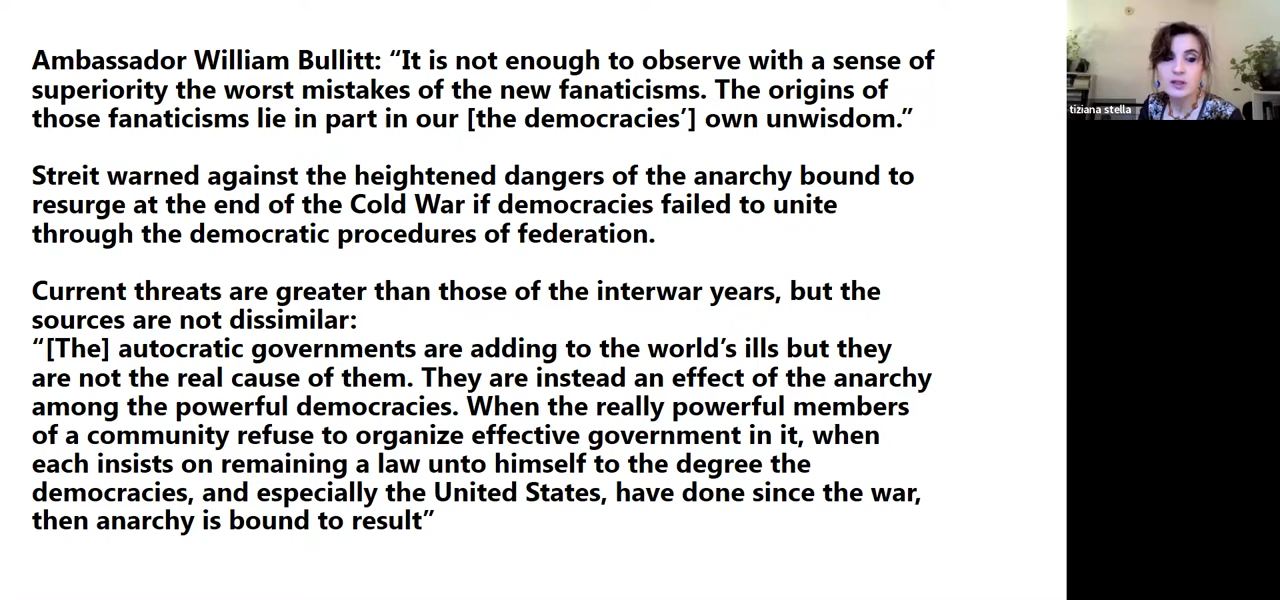 Ambassador William Bullitt: “It is not enough to observe with a sense of
superiority the worst mistakes of the new fanaticisms. The origins of
those fanaticisms lie in part in our [the democracies’] own unwisdom.”
Streit warned against the heightened dangers of the anarchy bound to
resurge at the end of the Cold War if democracies failed to unite
through the democratic procedures of federation.
Current threats are greater than those of the interwar years, but the
sources are not dissimilar:
“[The] autocratic governments are adding to the world’s ills but they
are not the real cause of them. They are instead an effect of the anarchy
among the powerful democracies. When the really powerful members
of a community refuse to organize effective government in it, when
each insists on remaining a law unto himself to the degree the
democracies, and especially the United States, have done since the war,
then anarchy is bound to result”
tiziana stella